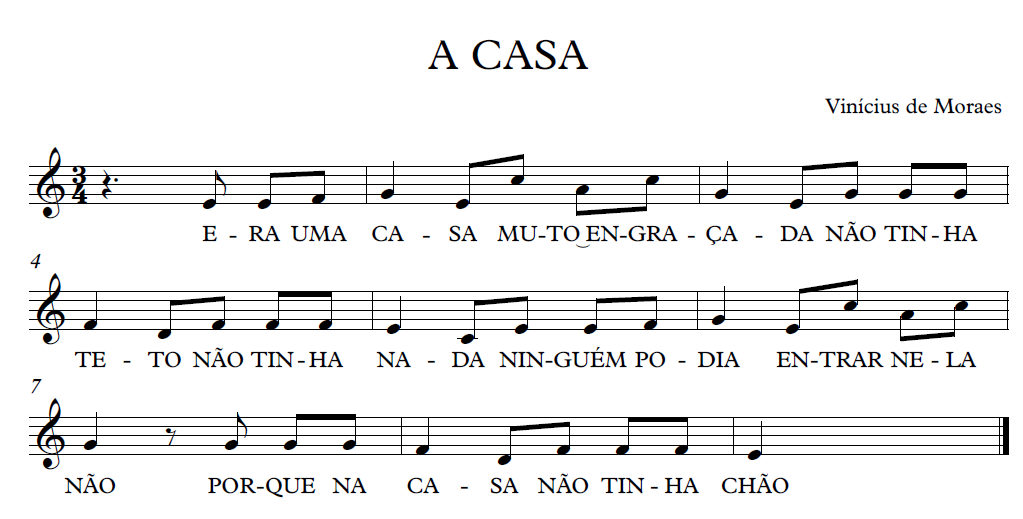 A CASA
Vinícius de Moraes
3
4
E - RA UMA CA - SA MU-TO‿EN-GRA - ÇA - DA NÃO TIN-HA
4
TE - TO NÃO TIN-HA NA - DA NIN-GUÉM PO - DIA EN-TRAR NE-LA
7
NÃO POR-QUE NA CA - SA NÃO TIN-HA CHÃO